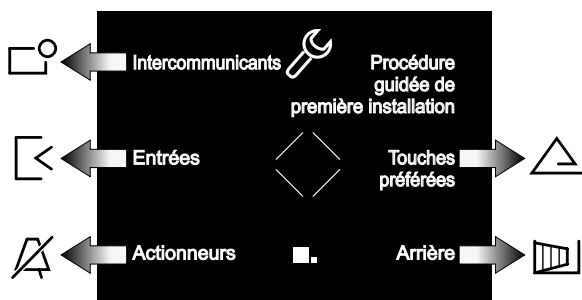 Intercommunicants
Procédure
guidée de
première installation
Entrées
Touches
préférées
Actionneurs
Arrière